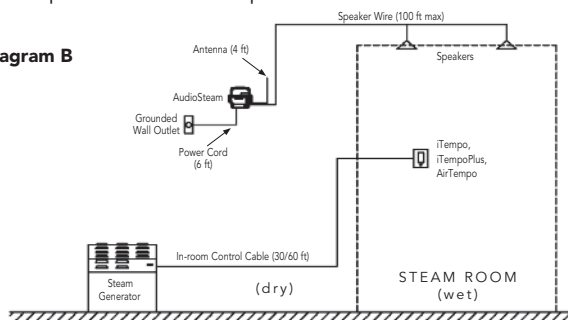 Speaker Wire (100 ft max)
agram B
Antenna (4 ft)
Speakers
AudioSteam
Grounded
Wall Outlet
Power Cord
(6 ft)
iTempo,
iTempoPlus,
AirTempo
In-room Control Cable (30/60 ft)
Steam
Generator
(dry)
STEAM ROOM
(wet)